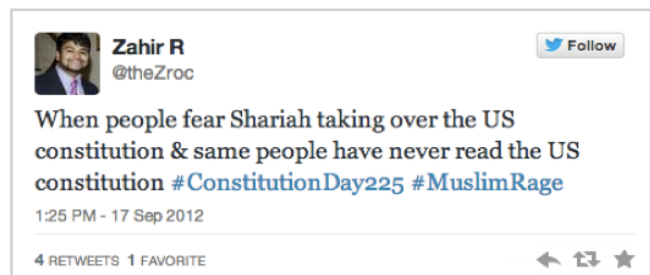 Zahir R
@theZroc
Follow
When people fear Shariah taking over the US
constitution & same people have never read the US
constitution #ConstitutionDay225 #MuslimRage
1:25 PM - 17 Sep 2012
4 RETWEETS 1 FAVORITE